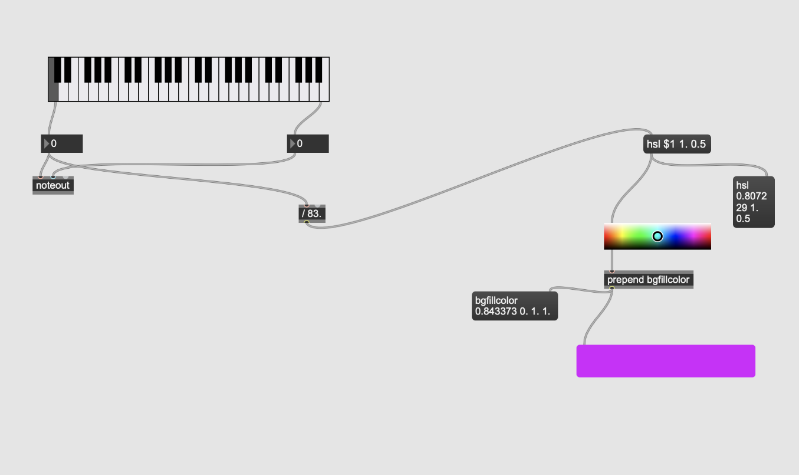 0
0
noteout
/ 83.
hsl $1 1. 0.5
hsl
0.8072
29 1.
0.5
prepend bgfillcolor
bgfillcolor
0.843373 0. 1. 1.